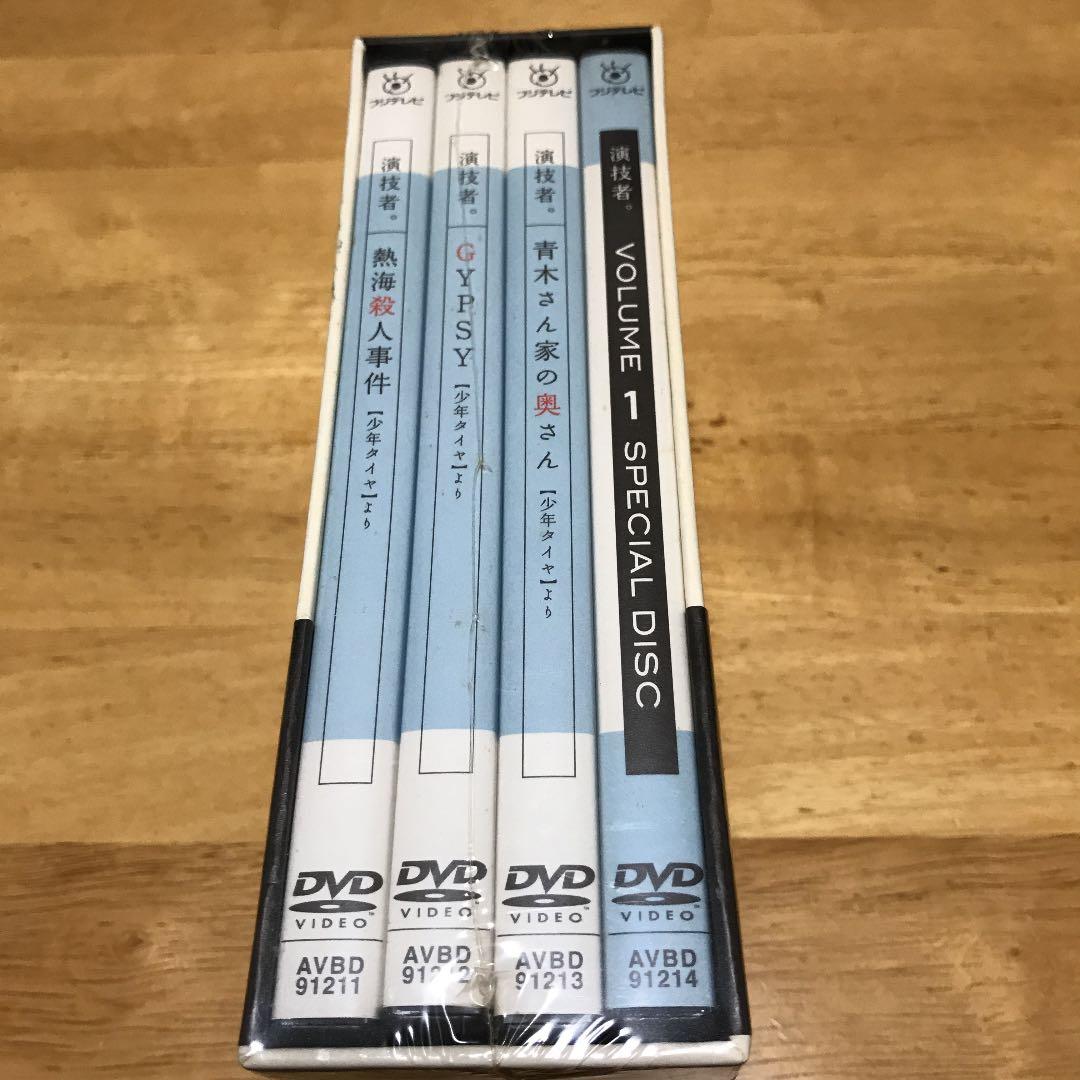 フジテレビ
演技者。
熱海殺人事件
【少年タイヤ】より
DVD
VIDEO™
AVBD
91211
フジテレビ
演技者。
GYPSY
【少年タイヤ】より
DVD
VIDEO
AVBD
91212
フジテレビ
演技者。
青木さん家の奥さん
【少年タイヤ】より
DVD
VIDEO™
AVBD
91213
フジテレビ
演技者。
VOLUME 1 SPECIAL DISC
DVD
VIDEO™
AVBD
91214